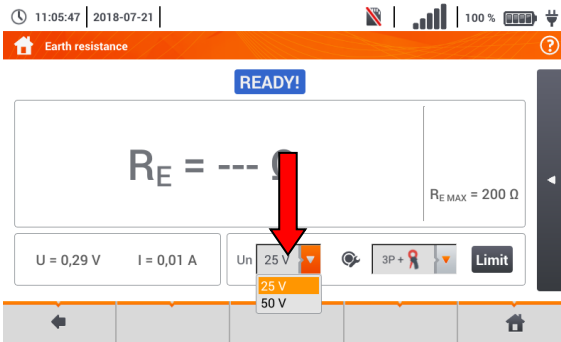 11:05:47 2018-07-21 100 %
Earth resistance ?
READY!
RE = --- Ω
RE MAX = 200 Ω
U = 0,29 V I = 0,01 A Un 25 V 3P + Limit
25 V
50 V